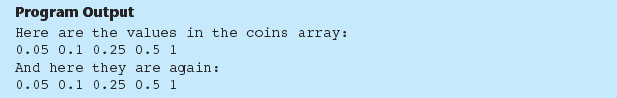 Program Output
Here are the values in the coins array:
0.05 0.1 0.25 0.5 1
And here they are again:
0.05 0.1 0.25 0.5 1